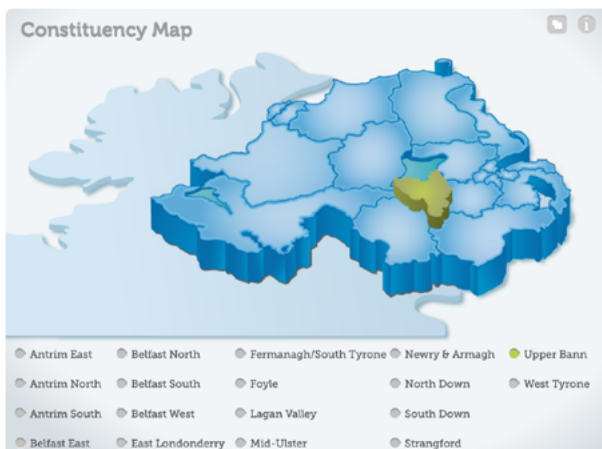 Constituency Map
i
Antrim East Belfast North Fermanagh/South Tyrone Newry & Armagh Upper Bann
Antrim North Belfast South Foyle North Down West Tyrone
Antrim South Belfast West Lagan Valley South Down
Belfast East East Londonderry Mid-Ulster Strangford